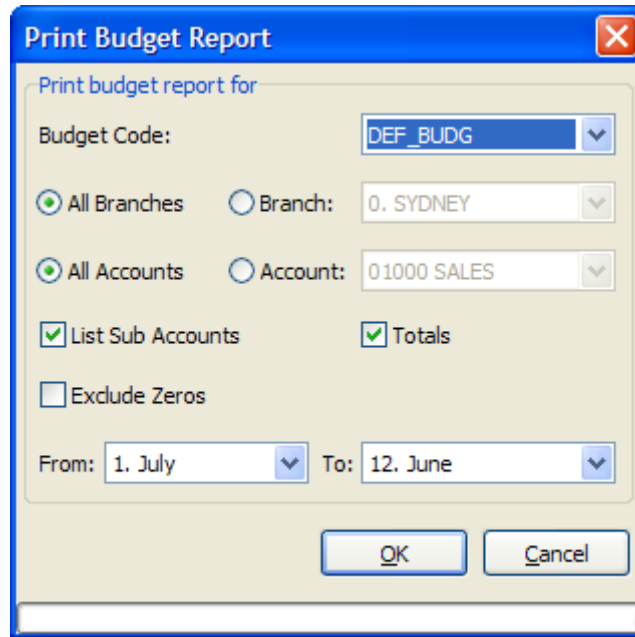 Print Budget Report
Print budget report for
Budget Code: DEF_BUDG
All Branches Branch: 0. SYDNEY
All Accounts Account: 01000 SALES
List Sub Accounts Totals
Exclude Zeros
From: 1. July To: 12. June
OK Cancel